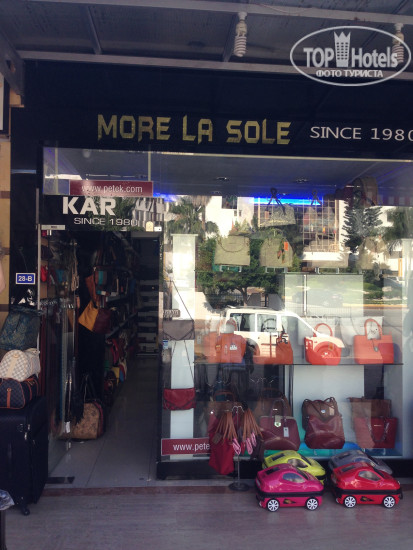 TOP Hotels
ФОТО ТУРИСТА
MORE LA SOLE SINCE 1980
www.petek.com
KAR
SINCE 1980
28-B
www.petek